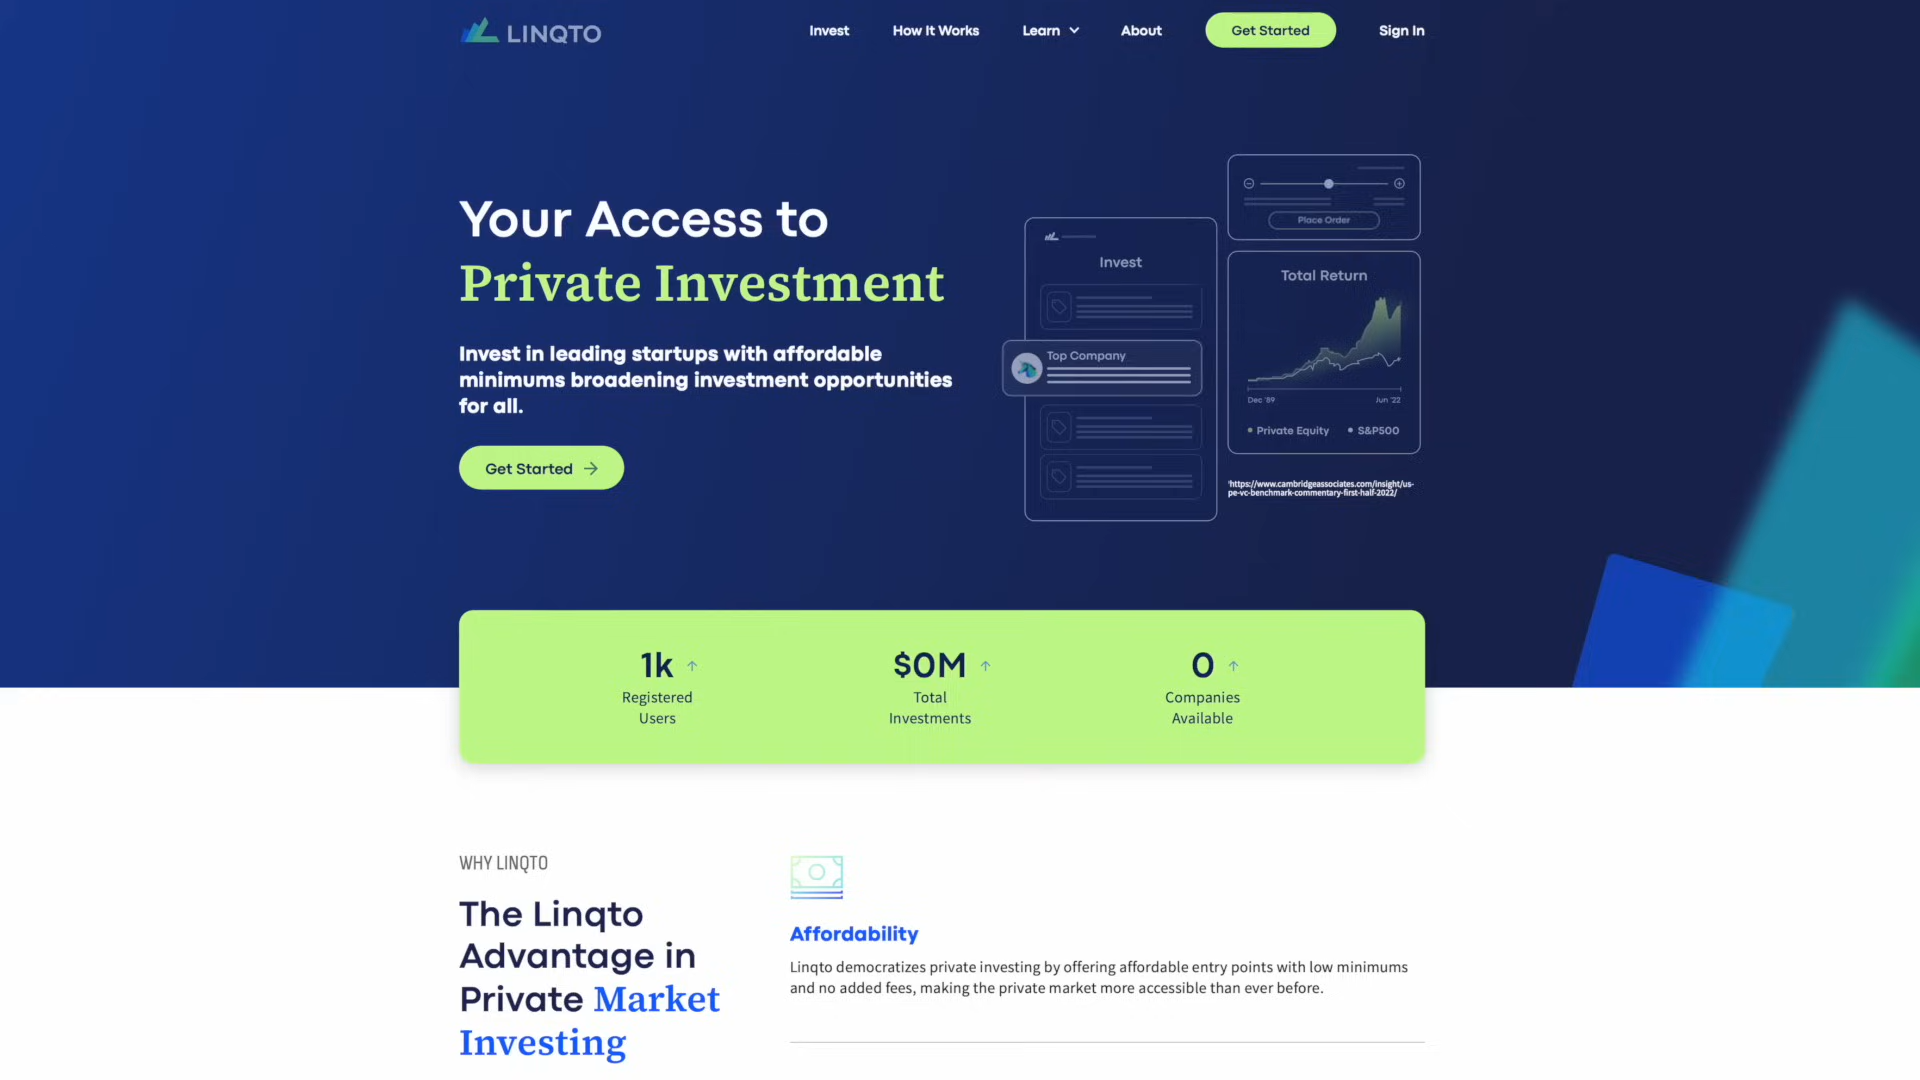 LINQTO
Invest
How It Works
Learn
About
Get Started
Sign In
Your Access to
Private Investment
Invest in leading startups with affordable
minimums broadening investment opportunities
for all.
Get Started
Invest
Top Company
Place Order
Total Return
Dec '89
Jun '22
Private Equity
S&P500
¹https://www.cambridgeassociates.com/insight/us-
pe-vc-benchmark-commentary-first-half-2022/
1k
Registered
Users
$0M
Total
Investments
0
Companies
Available
WHY LINQTO
The Linqto
Advantage in
Private Market
Investing
Affordability
Linqto democratizes private investing by offering affordable entry points with low minimums
and no added fees, making the private market more accessible than ever before.